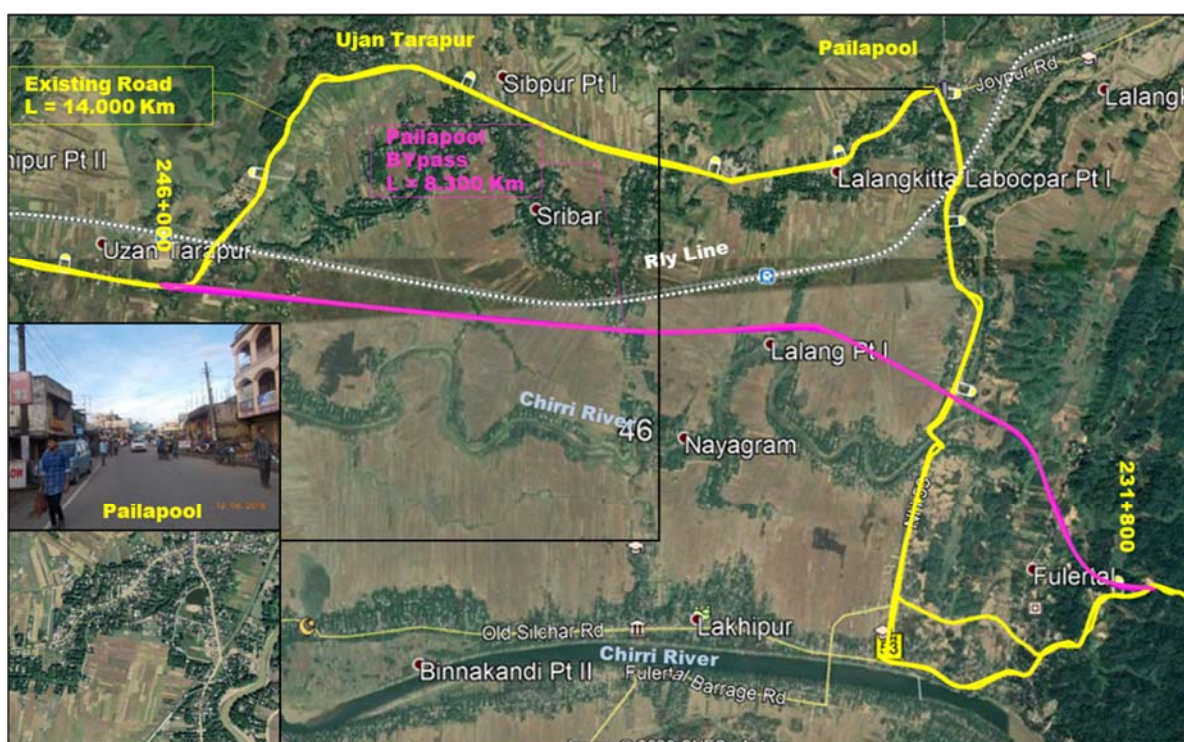 Ujan Tarapur
Pailapool
Existing Road
L = 14.000 Km
Sibpur Pt I
Joypur Rd
Lalangk
Pailapool
BYpass
L = 8.300 Km
hipur Pt II
Lalangkitta Labocpar Pt I
246+000
Sribar
Uzan Tarapur
Rly Line
Lalang Pt I
Chirri River
46
Nayagram
231+800
Pailapool
Fulertal
Old Silchar Rd
Lakhipur
Chirri River
Binnakandi Pt II
Fulertal Barrage Rd